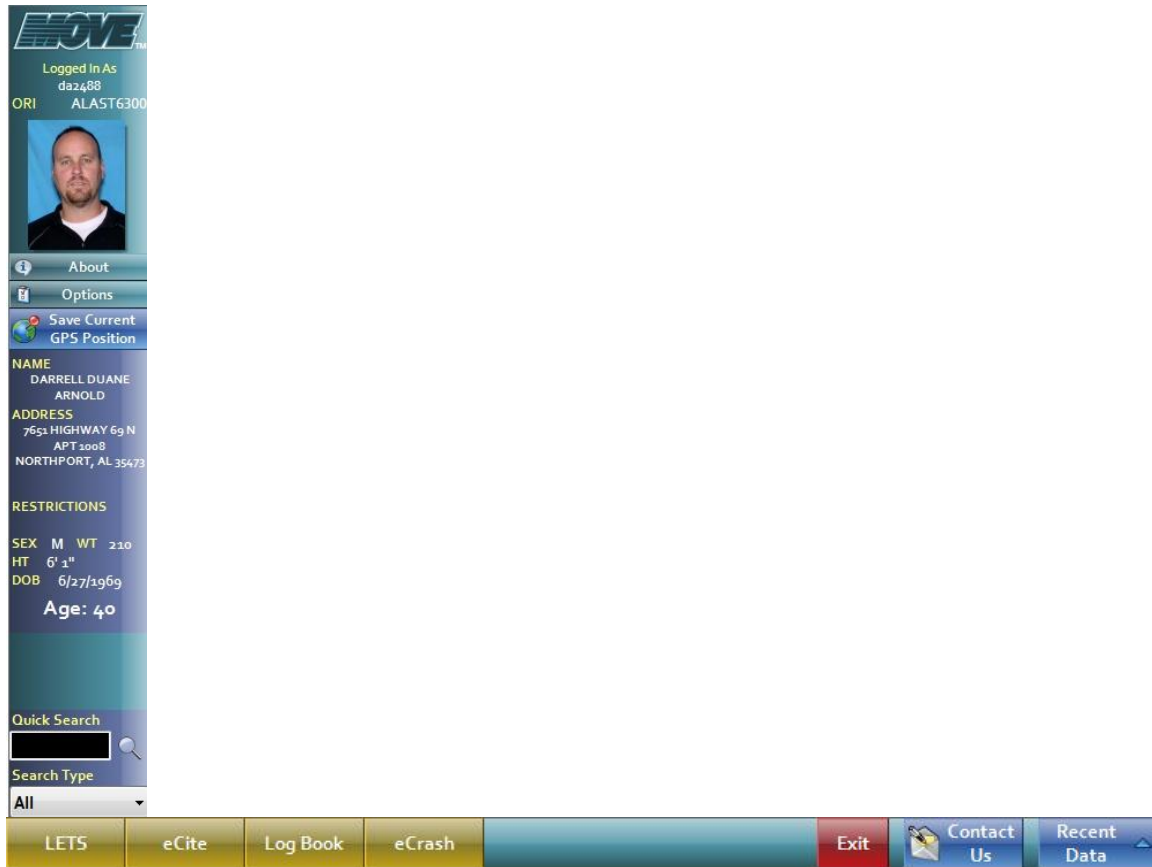 MOVE TM
Logged In As
da2488
ORI ALAST6300
About
Options
Save Current
GPS Position
NAME
DARRELL DUANE
ARNOLD
ADDRESS
7651 HIGHWAY 69 N
APT 1008
NORTHPORT, AL 35473
RESTRICTIONS
SEX M WT 210
HT 6' 1"
DOB 6/27/1969
Age: 40
Quick Search
Search Type
All
LETS eCite Log Book eCrash Exit Contact Us Recent Data